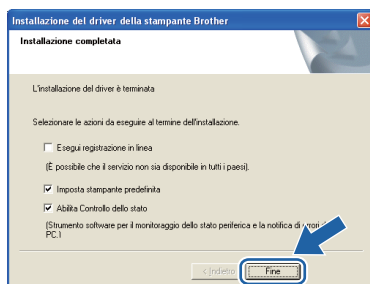 Installazione del driver della stampante Brother
Installazione completata
L'installazione del driver è terminata
Selezionare le azioni da eseguire al termine dell'installazione.
Esegui registrazione in linea
(È possibile che il servizio non sia disponibile in tutti i paesi).
Imposta stampante predefinita
Abilita Controllo dello stato
(Strumento software per il monitoraggio dello stato periferica e la notifica di errori
PC.)
< Indietro
Fine